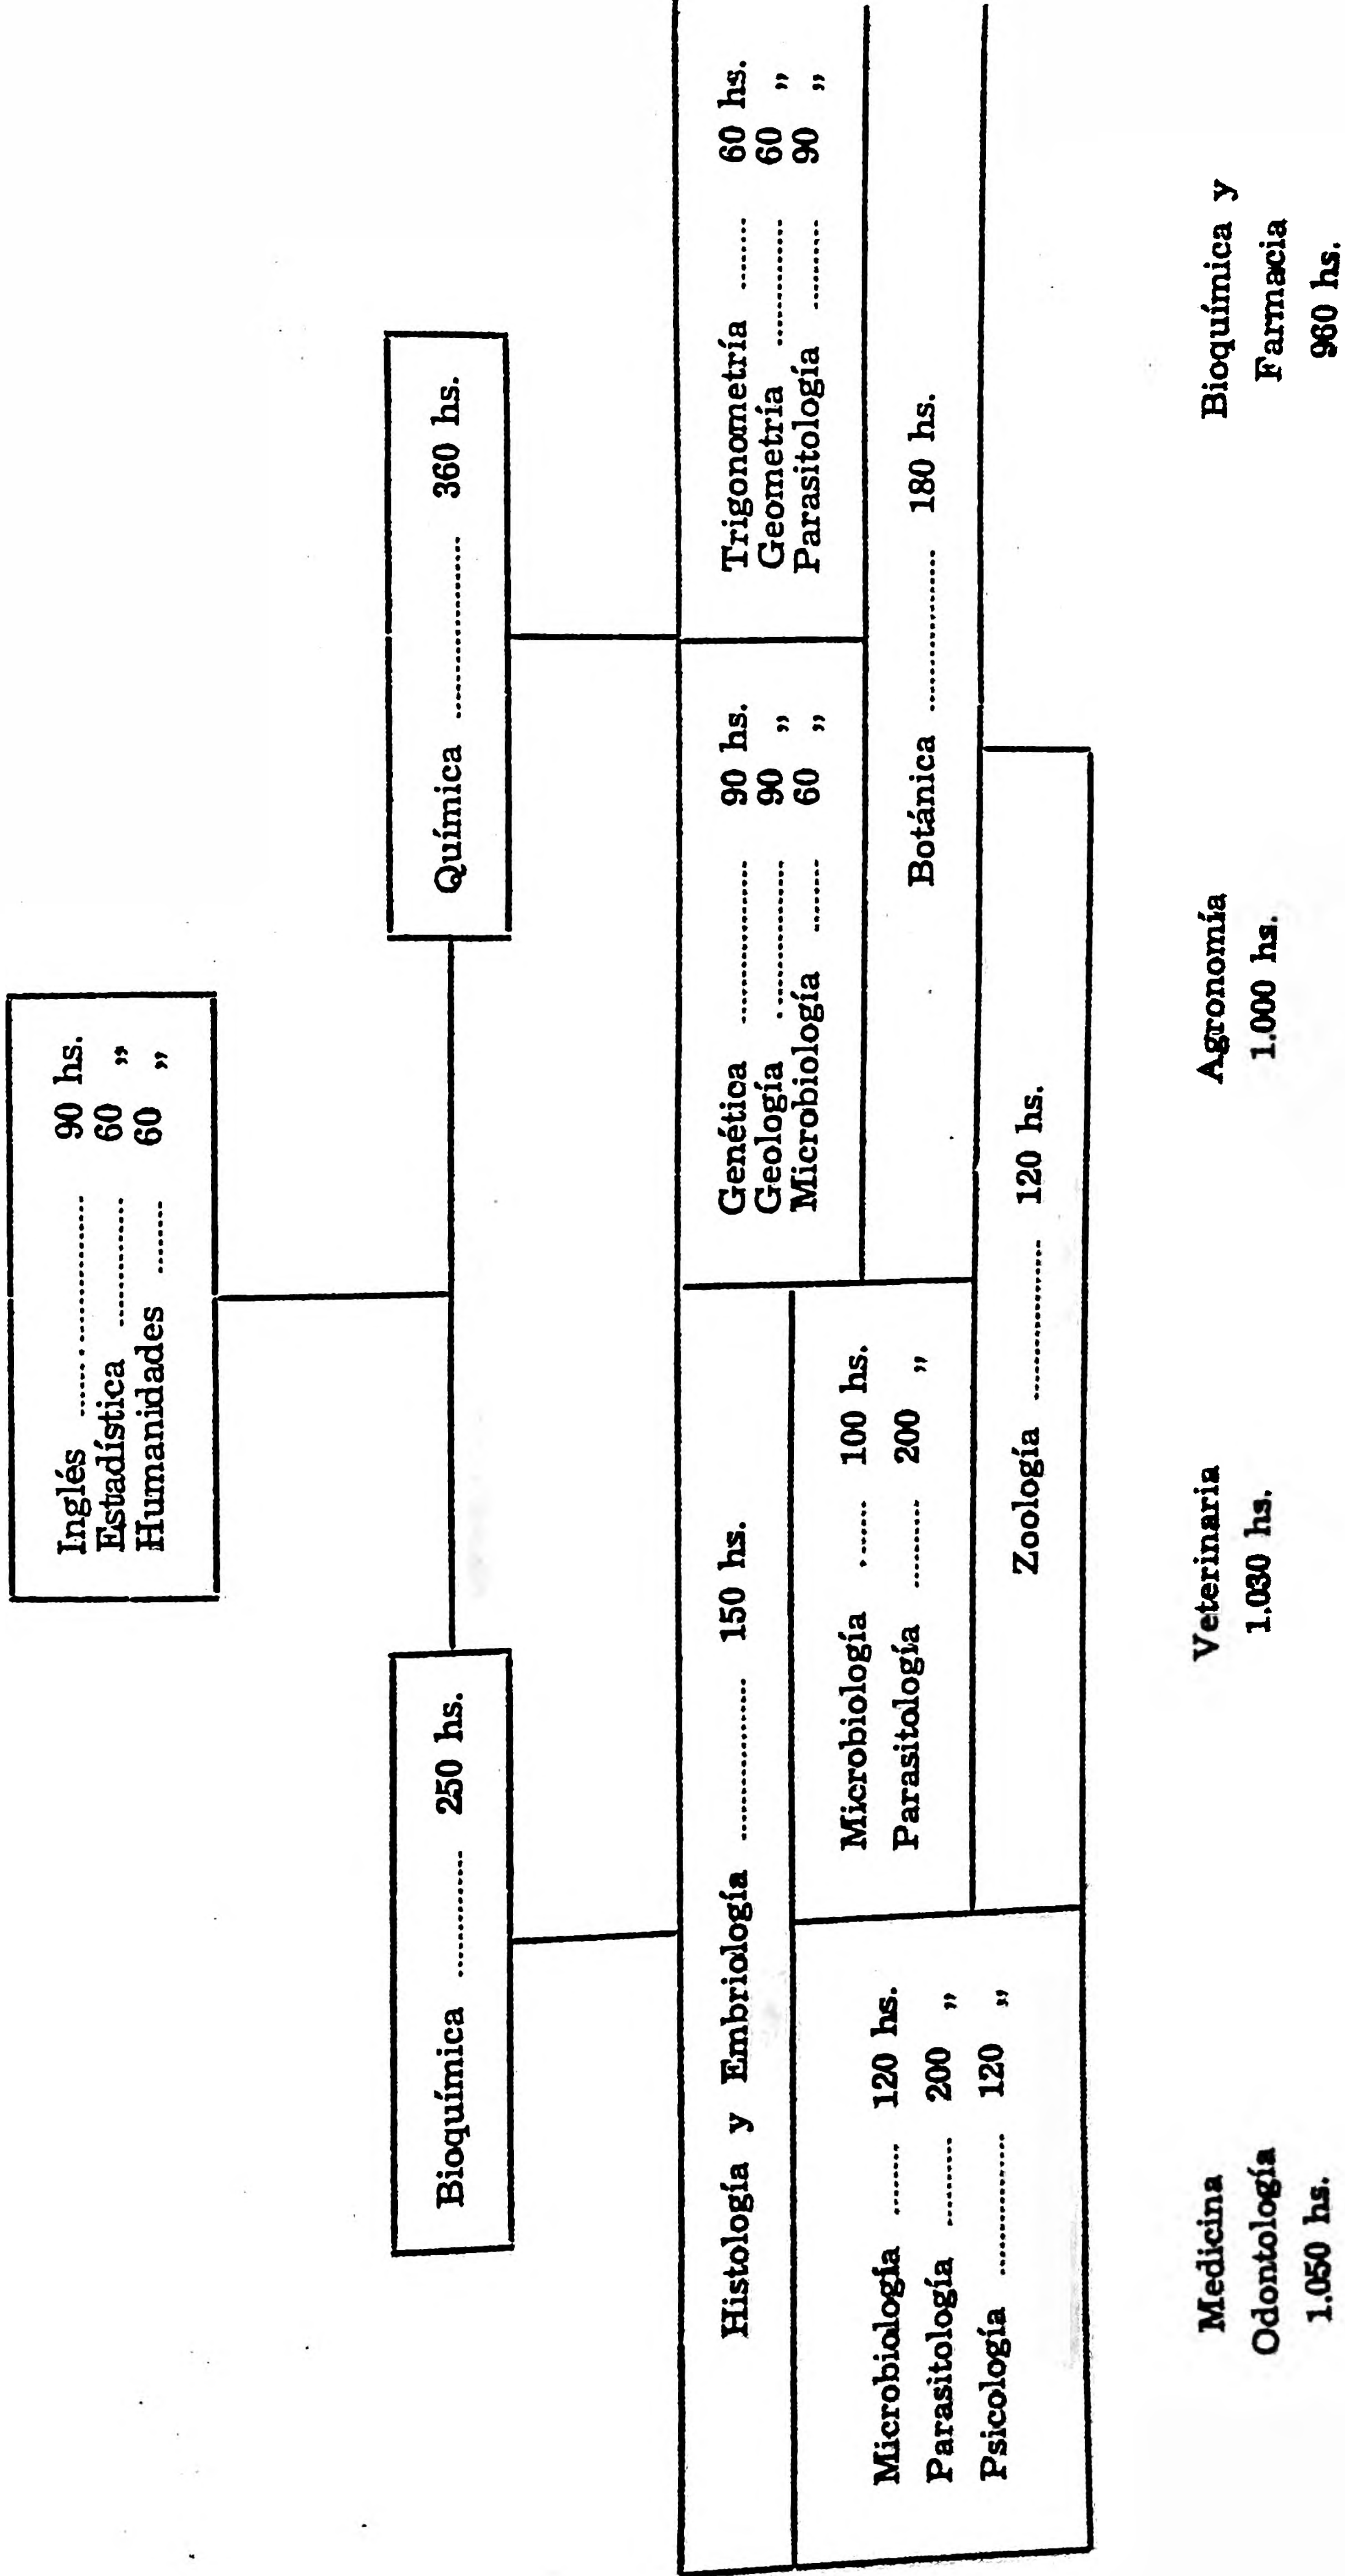 Inglés ........................ 90 hs.
Estadística ............. 60 ”
Humanidades ........ 60 ”
Bioquímica ............... 250 hs.
Química ..................... 360 hs.
Histología y Embriología ................... 150 hs.
Microbiología ........ 120 hs.
Parasitología .......... 200 ”
Psicología ................ 120 ”
Microbiología ....... 100 hs.
Parasitología .......... 200 ”
Genética ................... 90 hs.
Geología .................. 90 ”
Microbiología ........ 60 ”
Trigonometría ........ 60 hs.
Geometría ............... 60 ”
Parasitología .......... 90 ”
Botánica ................... 180 hs.
Zoología ................... 120 hs.
Medicina
Odontología
1.050 hs.
Veterinaria
1.030 hs.
Agronomía
1.000 hs.
Bioquímica y
Farmacia
960 hs.